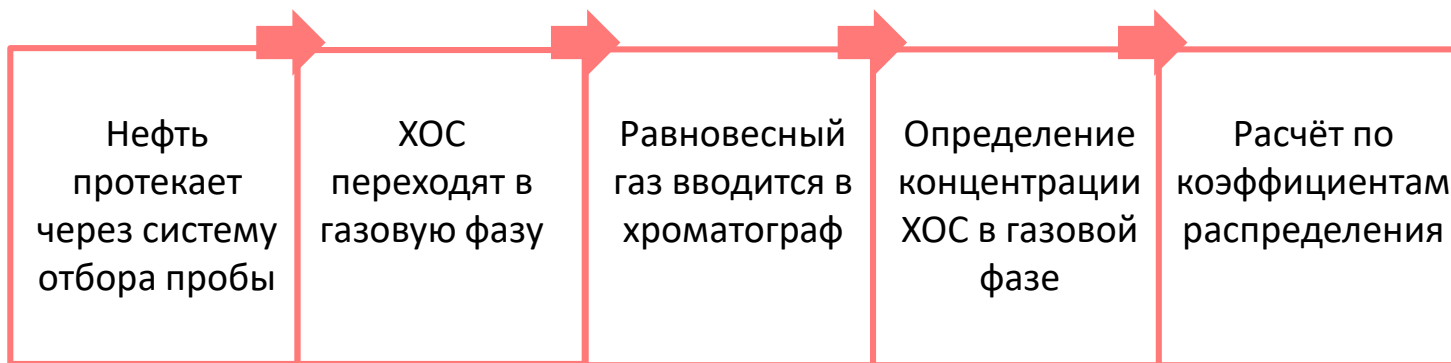 Нефть
протекает
через систему
отбора пробы
ХОС
переходят в
газовую фазу
Равновесный
газ вводится в
хроматограф
Определение
концентрации
ХОС в газовой
фазе
Расчёт по
коэффициентам
распределения